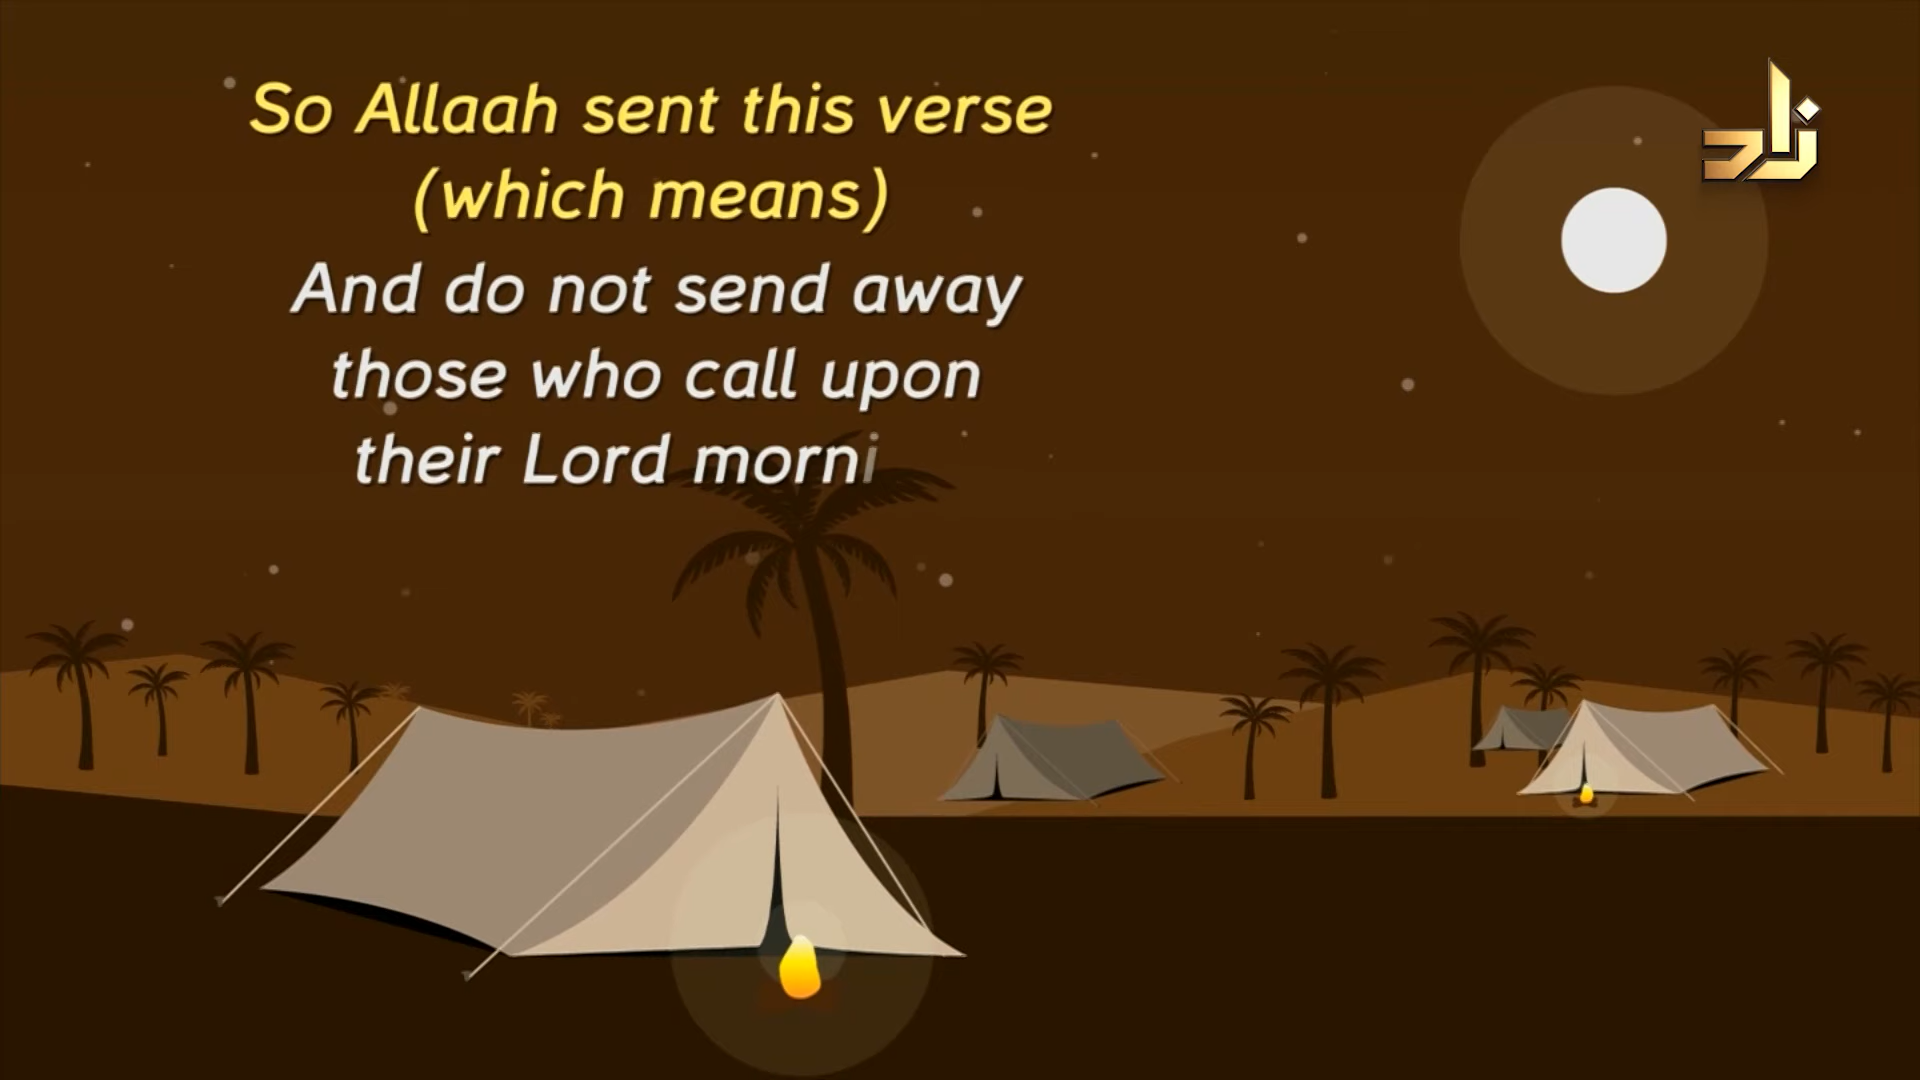 So Allaah sent this verse
(which means)
And do not send away
those who call upon
their Lord morni
زاد